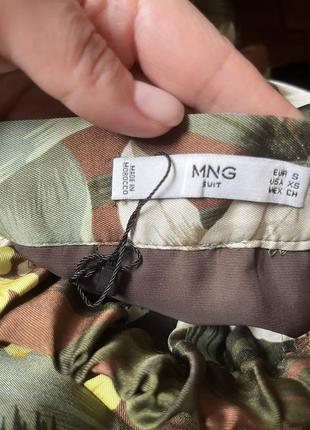 MADE IN
MOROCCO
MNG
SUIT
EUR S
USA XS
MEX CH